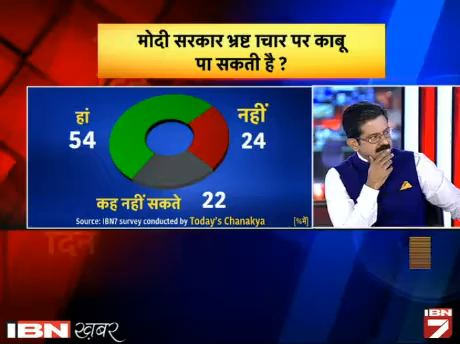 मोदी सरकार भ्रष्टाचार पर काबू
पा सकती है ?
हां
54
नहीं
24
कह नहीं सकते 22
Source: IBN7 survey conducted by Today's Chanakya [%में]
दिन
IBN ख़बर
IBN
7